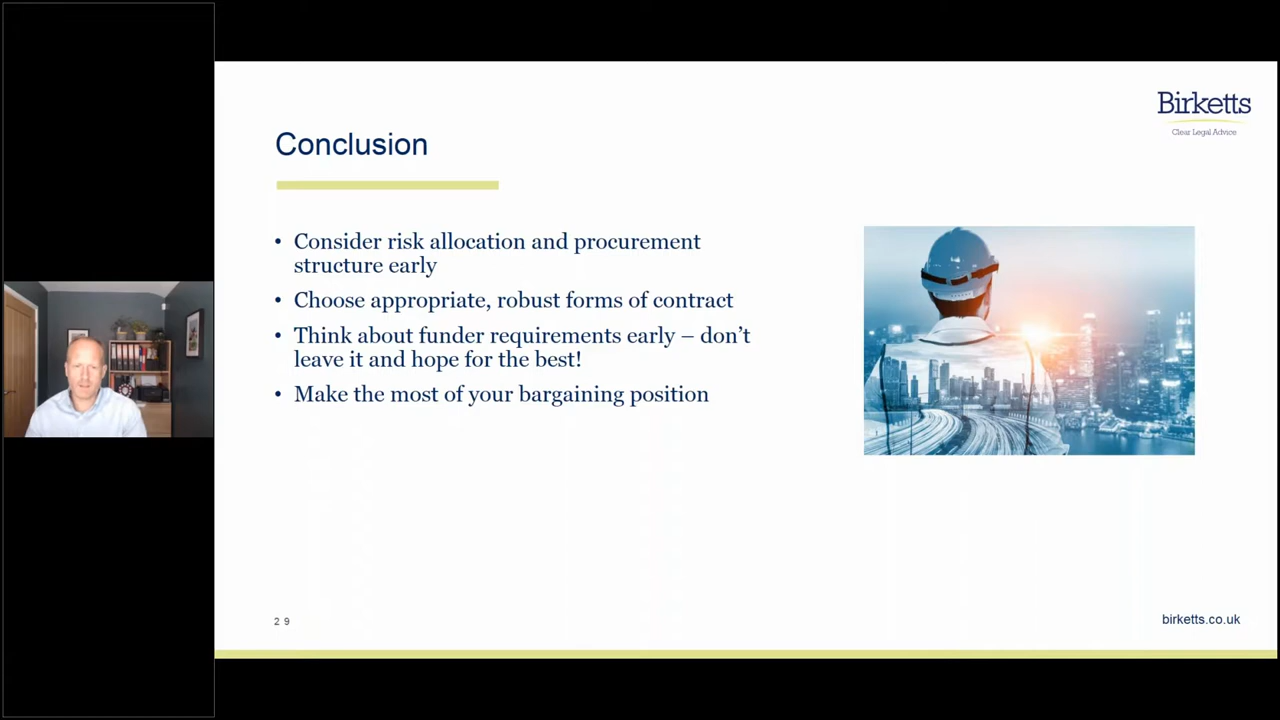 Birketts
Clear Legal Advice
Conclusion
• Consider risk allocation and procurement
structure early
• Choose appropriate, robust forms of contract
• Think about funder requirements early – don’t
leave it and hope for the best!
• Make the most of your bargaining position
29
birketts.co.uk